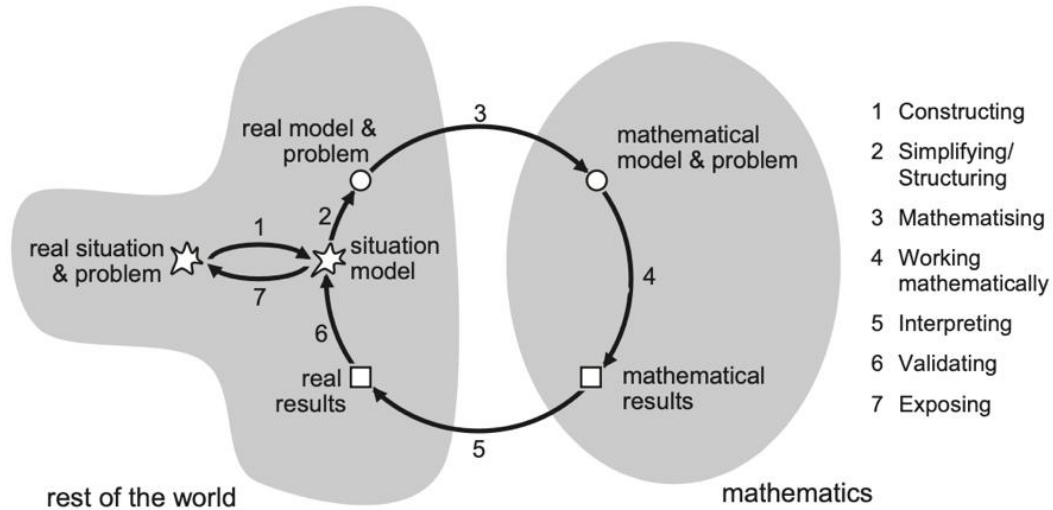 real model &
problem
3
mathematical
model & problem
1
2
real situation
& problem
situation
model
7
4
6
real
results
mathematical
results
5
rest of the world
mathematics
1 Constructing
2 Simplifying/
Structuring
3 Mathematising
4 Working
mathematically
5 Interpreting
6 Validating
7 Exposing